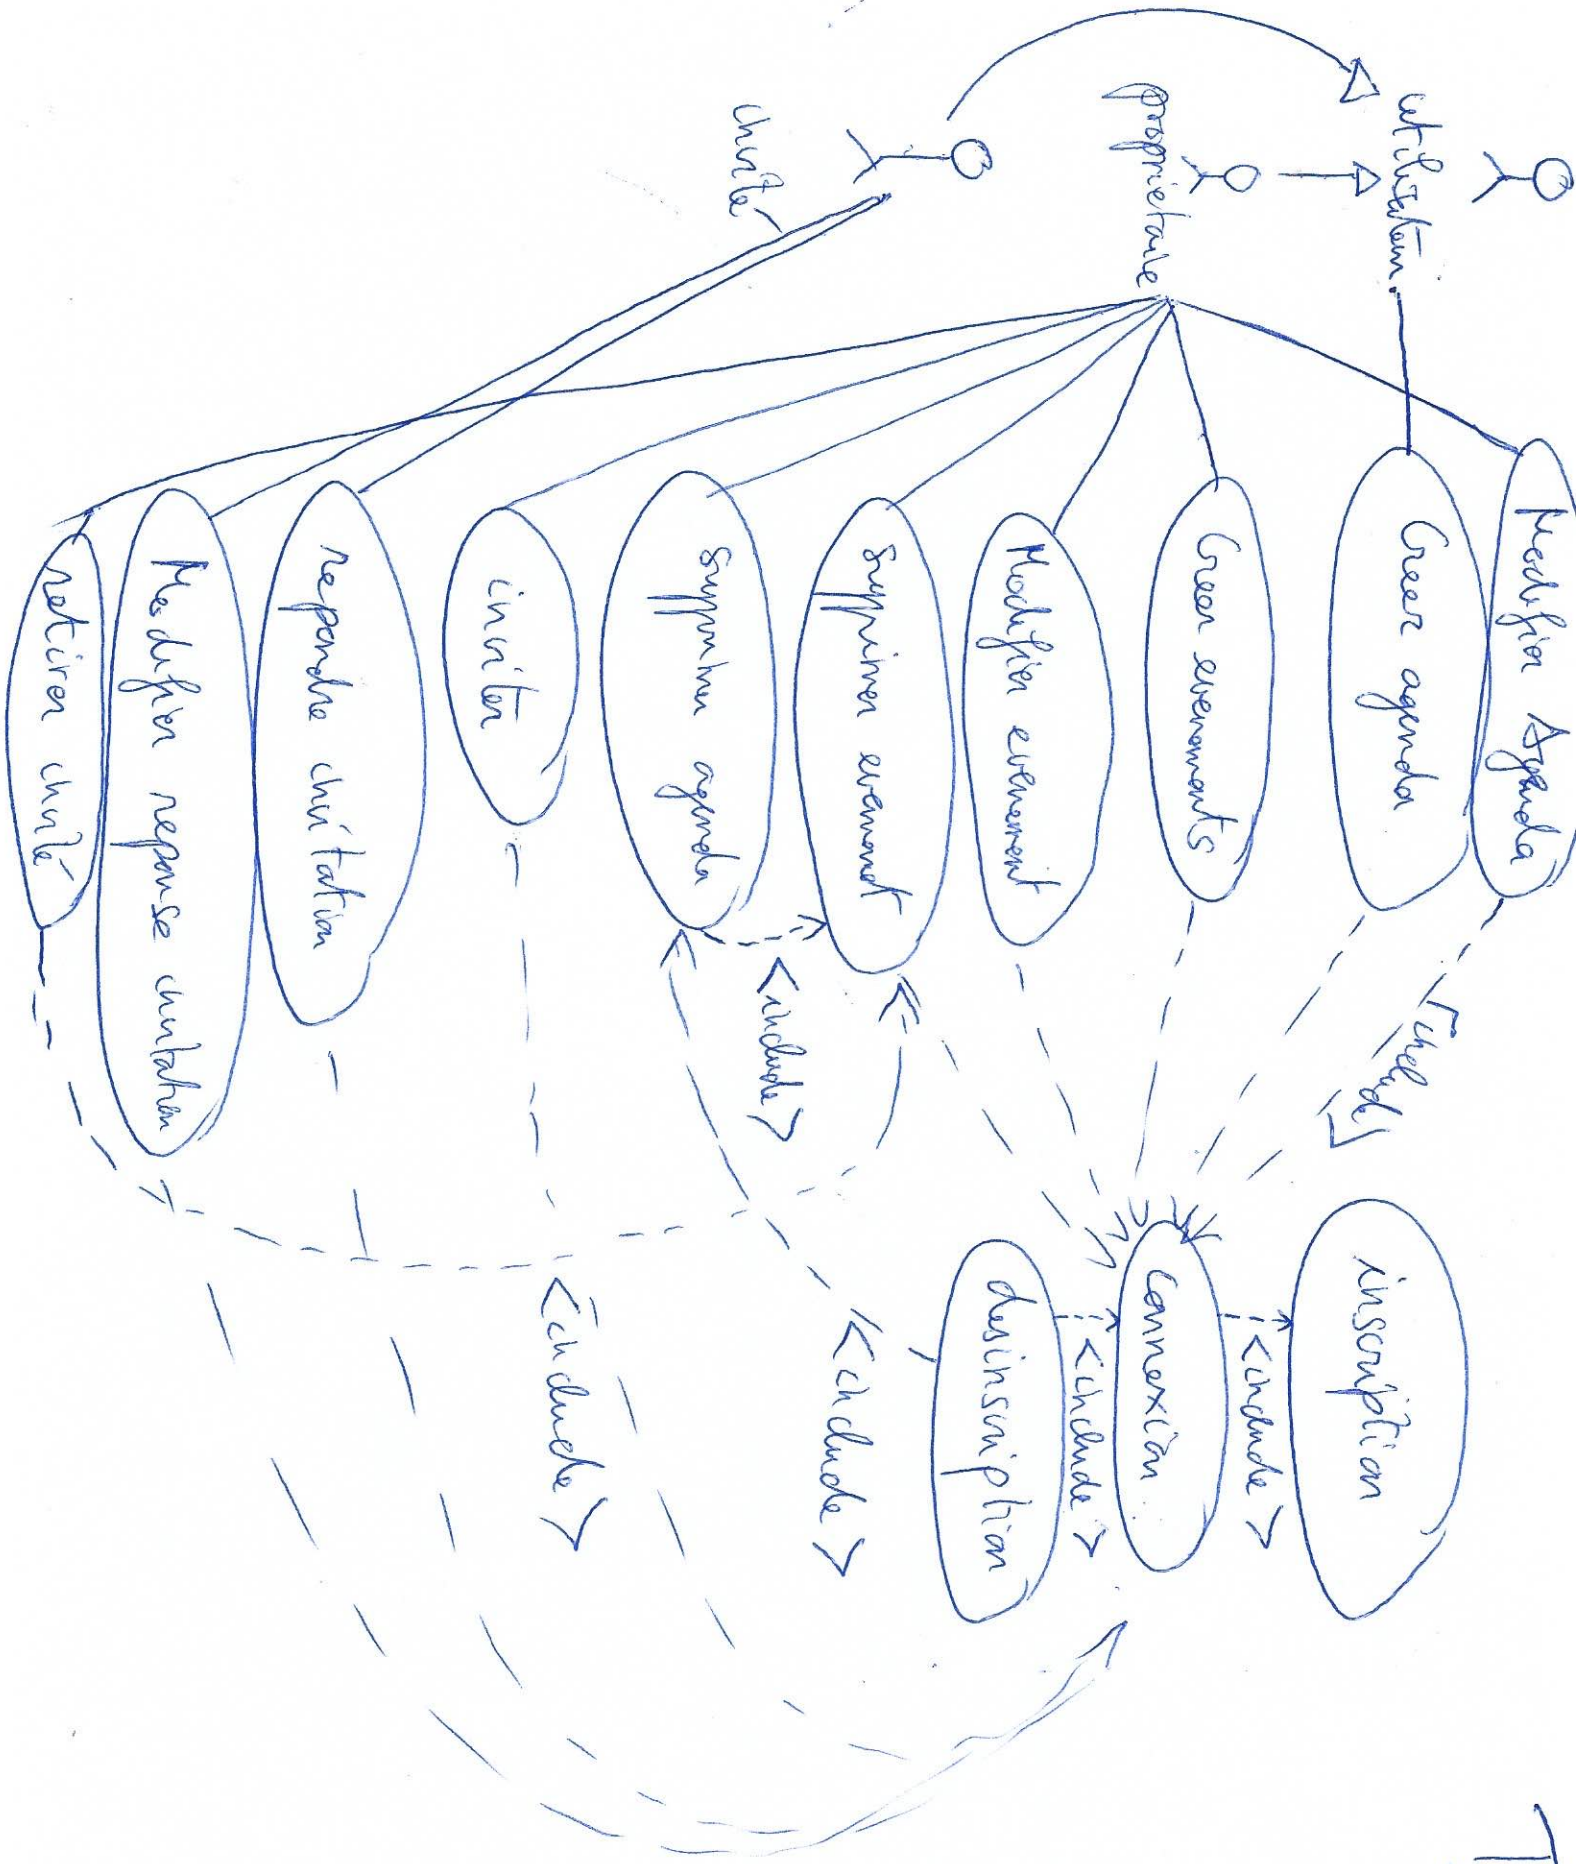 utilisateur
proprietaire
invité
Modifier Agenda
Creer agenda
Creer evenements
Modifier evenement
supprimer evenement
supprimer agenda
inviter
repondre invitation
Modifier reponse invitation
retirer invité
<include>
<include>
inscription
<include>
connexion
<include>
desinscription
<include>
<include>